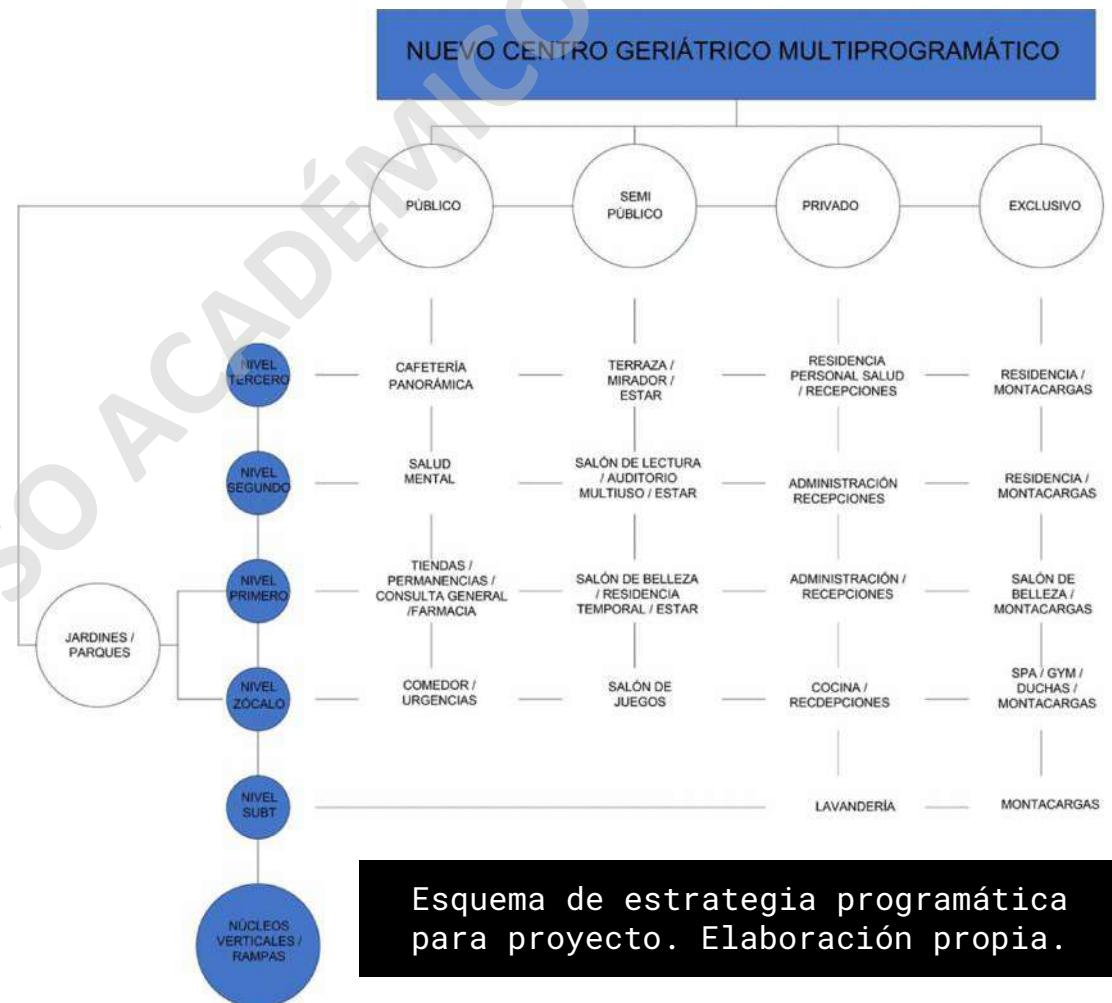 NUEVO CENTRO GERIÁTRICO MULTIPROGRAMÁTICO
PÚBLICO
SEMI
PÚBLICO
PRIVADO
EXCLUSIVO
NIVEL
TERCERO
CAFETERÍA
PANORÁMICA
TERRAZA /
MIRADOR /
ESTAR
RESIDENCIA
PERSONAL SALUD
/ RECEPCIONES
RESIDENCIA /
MONTACARGAS
NIVEL
SEGUNDO
SALUD
MENTAL
SALÓN DE LECTURA
/ AUDITORIO
MULTIUSO / ESTAR
ADMINISTRACIÓN
RECEPCIONES
RESIDENCIA /
MONTACARGAS
NIVEL
PRIMERO
TIENDAS /
PERMANENCIAS /
CONSULTA GENERAL
/FARMACIA
SALÓN DE BELLEZA
/ RESIDENCIA
TEMPORAL / ESTAR
ADMINISTRACIÓN /
RECEPCIONES
SALÓN DE
BELLEZA /
MONTACARGAS
JARDINES /
PARQUES
NIVEL
ZÓCALO
COMEDOR /
URGENCIAS
SALÓN DE
JUEGOS
COCINA /
RECDEPCIONES
SPA / GYM /
DUCHAS /
MONTACARGAS
NIVEL
SUBT
LAVANDERÍA
MONTACARGAS
NÚCLEOS
VERTICALES /
RAMPAS
Esquema de estrategia programática
para proyecto. Elaboración propia.
SO ACADÉMICO